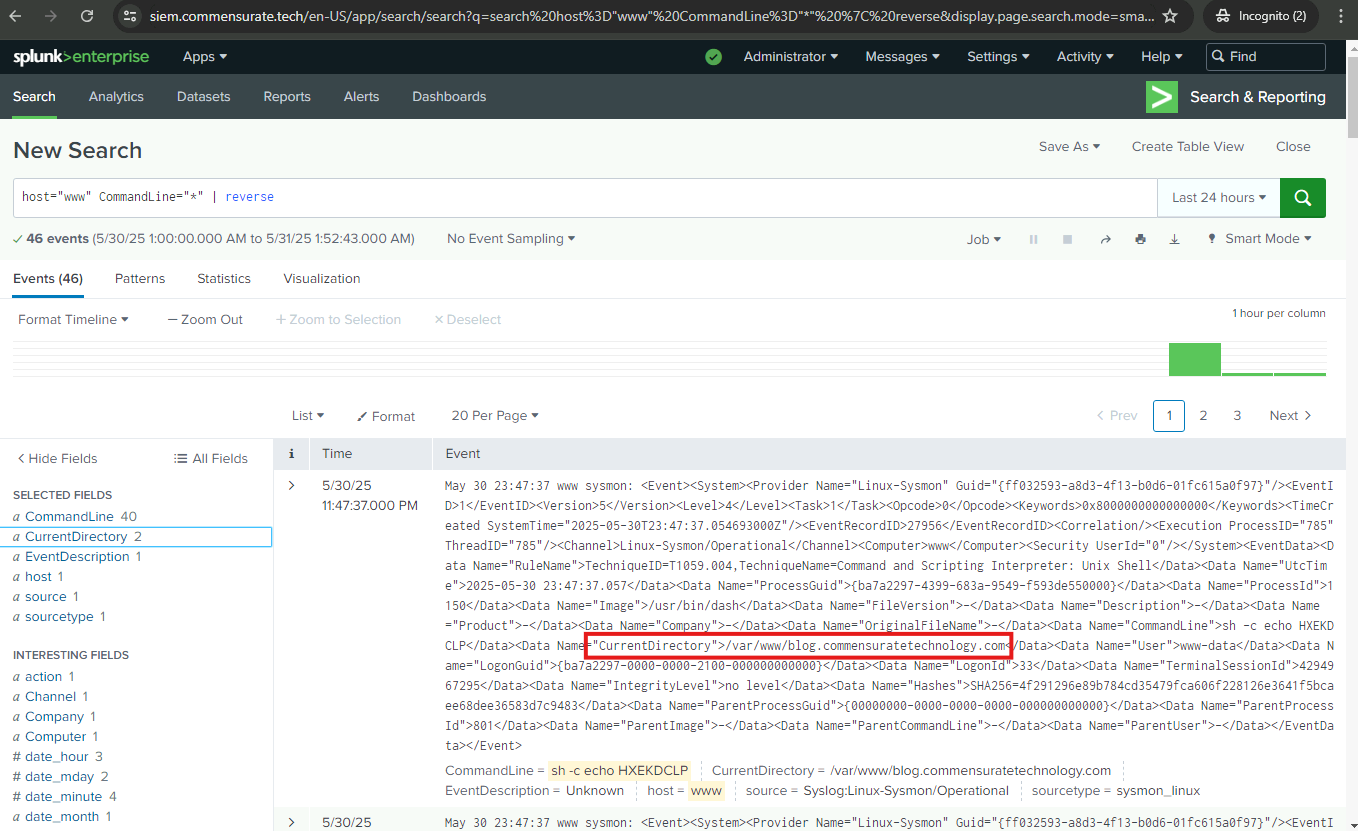 siem.commensurate.tech/en-US/app/search/search?q=search%20host%3D"www"%20CommandLine%3D"*"%20%7C%20reverse&display.page.search.mode=sma...
Incognito (2)
splunk>enterprise Apps
Administrator Messages Settings Activity Help Find
Search Analytics Datasets Reports Alerts Dashboards
Search & Reporting
New Search
Save As Create Table View Close
host="www" CommandLine="*" | reverse
Last 24 hours
46 events (5/30/25 1:00:00.000 AM to 5/31/25 1:52:43.000 AM) No Event Sampling
Job Smart Mode
Events (46) Patterns Statistics Visualization
Format Timeline — Zoom Out + Zoom to Selection × Deselect
1 hour per column
List Format 20 Per Page
< Prev 1 2 3 Next >
< Hide Fields All Fields
SELECTED FIELDS
a CommandLine 40
a CurrentDirectory 2
a EventDescription 1
a host 1
a source 1
a sourcetype 1
INTERESTING FIELDS
a action 1
a Channel 1
a Company 1
a Computer 1
# date_hour 3
# date_mday 2
# date_minute 4
a date_month 1
i Time Event
> 5/30/25
11:47:37.000 PM
May 30 23:47:37 www sysmon: <Event><System><Provider Name="Linux-Sysmon" Guid="{ff032593-a8d3-4f13-b0d6-01fc615a0f97}"/><EventI
D>1</EventID><Version>5</Version><Level>4</Level><Task>1</Task><Opcode>0</Opcode><Keywords>0x8000000000000000</Keywords><TimeCr
eated SystemTime="2025-05-30T23:47:37.054693000Z"/><EventRecordID>27956</EventRecordID><Correlation/><Execution ProcessID="785"
ThreadID="785"/><Channel>Linux-Sysmon/Operational</Channel><Computer>www</Computer><Security UserId="0"/></System><EventData><D
ata Name="RuleName">TechniqueID=T1059.004,TechniqueName=Command and Scripting Interpreter: Unix Shell</Data><Data Name="UtcTim
e">2025-05-30 23:47:37.057</Data><Data Name="ProcessGuid">{ba7a2297-4399-683a-9549-f593de550000}</Data><Data Name="ProcessId">1
150</Data><Data Name="Image">/usr/bin/dash</Data><Data Name="FileVersion">-</Data><Data Name="Description">-</Data><Data Name
="Product">-</Data><Data Name="Company">-</Data><Data Name="OriginalFileName">-</Data><Data Name="CommandLine">sh -c echo HXEKD
CLP</Data><Data Name="CurrentDirectory">/var/www/blog.commensuratetechnology.com</Data><Data Name="User">www-data</Data><Data N
ame="LogonGuid">{ba7a2297-0000-0000-2100-000000000000}</Data><Data Name="LogonId">33</Data><Data Name="TerminalSessionId">42949
67295</Data><Data Name="IntegrityLevel">no level</Data><Data Name="Hashes">SHA256=4f291296e89b784cd35479fca606f228126e3641f5bca
ee68dee36583d7c9483</Data><Data Name="ParentProcessGuid">{00000000-0000-0000-0000-000000000000}</Data><Data Name="ParentProcess
Id">801</Data><Data Name="ParentImage">-</Data><Data Name="ParentCommandLine">-</Data><Data Name="ParentUser">-</Data></EventDa
ta></Event>
CommandLine = sh -c echo HXEKDCLP CurrentDirectory = /var/www/blog.commensuratetechnology.com
EventDescription = Unknown host = www source = Syslog:Linux-Sysmon/Operational sourcetype = sysmon_linux
> 5/30/25
May 30 23:47:37 www sysmon: <Event><System><Provider Name="Linux-Sysmon" Guid="{ff032593-a8d3-4f13-b0d6-01fc615a0f97}"/><EventI